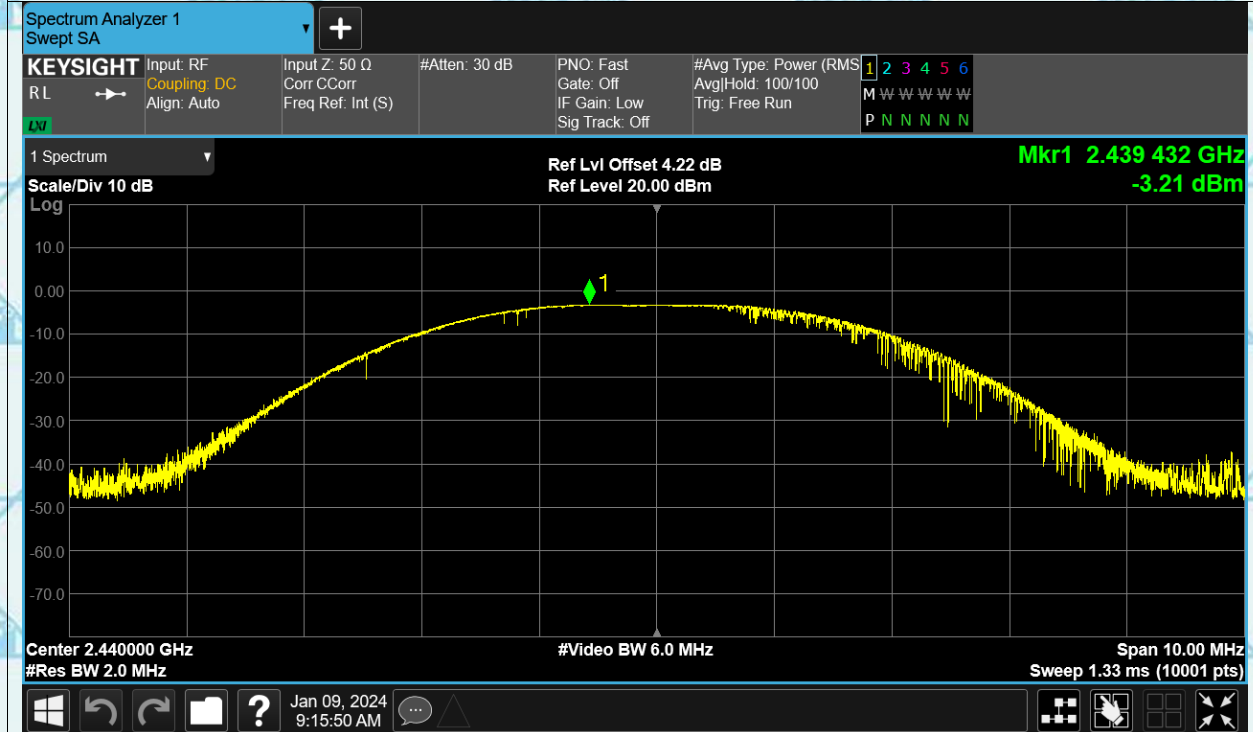 Spectrum Analyzer 1
Swept SA
KEYSIGHT
R L
LXI
Input: RF
Coupling: DC
Align: Auto
Input Z: 50 Ω
Corr CCorr
Freq Ref: Int (S)
#Atten: 30 dB
PNO: Fast
Gate: Off
IF Gain: Low
Sig Track: Off
#Avg Type: Power (RMS
Avg|Hold: 100/100
Trig: Free Run
1 2 3 4 5 6
M W W W W W
P N N N N N
1 Spectrum
Scale/Div 10 dB
Ref Lvl Offset 4.22 dB
Ref Level 20.00 dBm
Mkr1 2.439 432 GHz
-3.21 dBm
Log
10.0
0.00
-10.0
-20.0
-30.0
-40.0
-50.0
-60.0
-70.0
1
Center 2.440000 GHz
#Res BW 2.0 MHz
#Video BW 6.0 MHz
Span 10.00 MHz
Sweep 1.33 ms (10001 pts)
?
Jan 09, 2024
9:15:50 AM